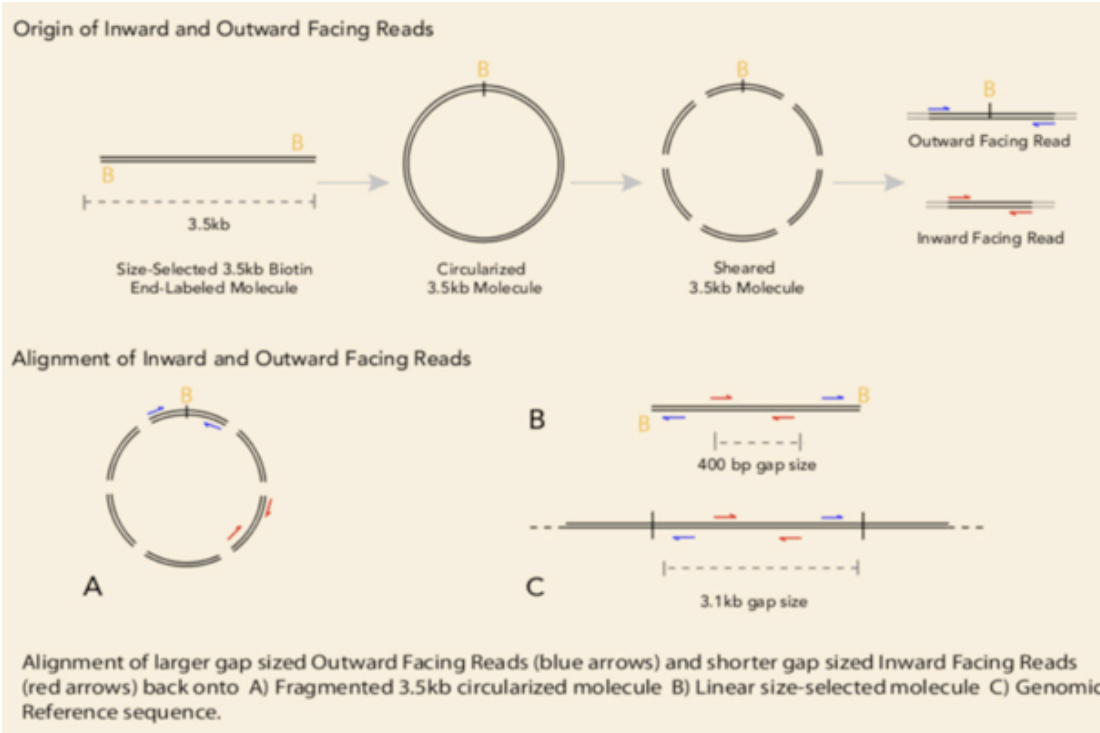 Origin of Inward and Outward Facing Reads
B
B
3.5kb
Size-Selected 3.5kb Biotin
End-Labeled Molecule
B
Circularized
3.5kb Molecule
B
Sheared
3.5kb Molecule
B
Outward Facing Read
Inward Facing Read
Alignment of Inward and Outward Facing Reads
B
A
B
B
B
400 bp gap size
C
3.1kb gap size
Alignment of larger gap sized Outward Facing Reads (blue arrows) and shorter gap sized Inward Facing Reads
(red arrows) back onto A) Fragmented 3.5kb circularized molecule B) Linear size-selected molecule C) Genomic
Reference sequence.